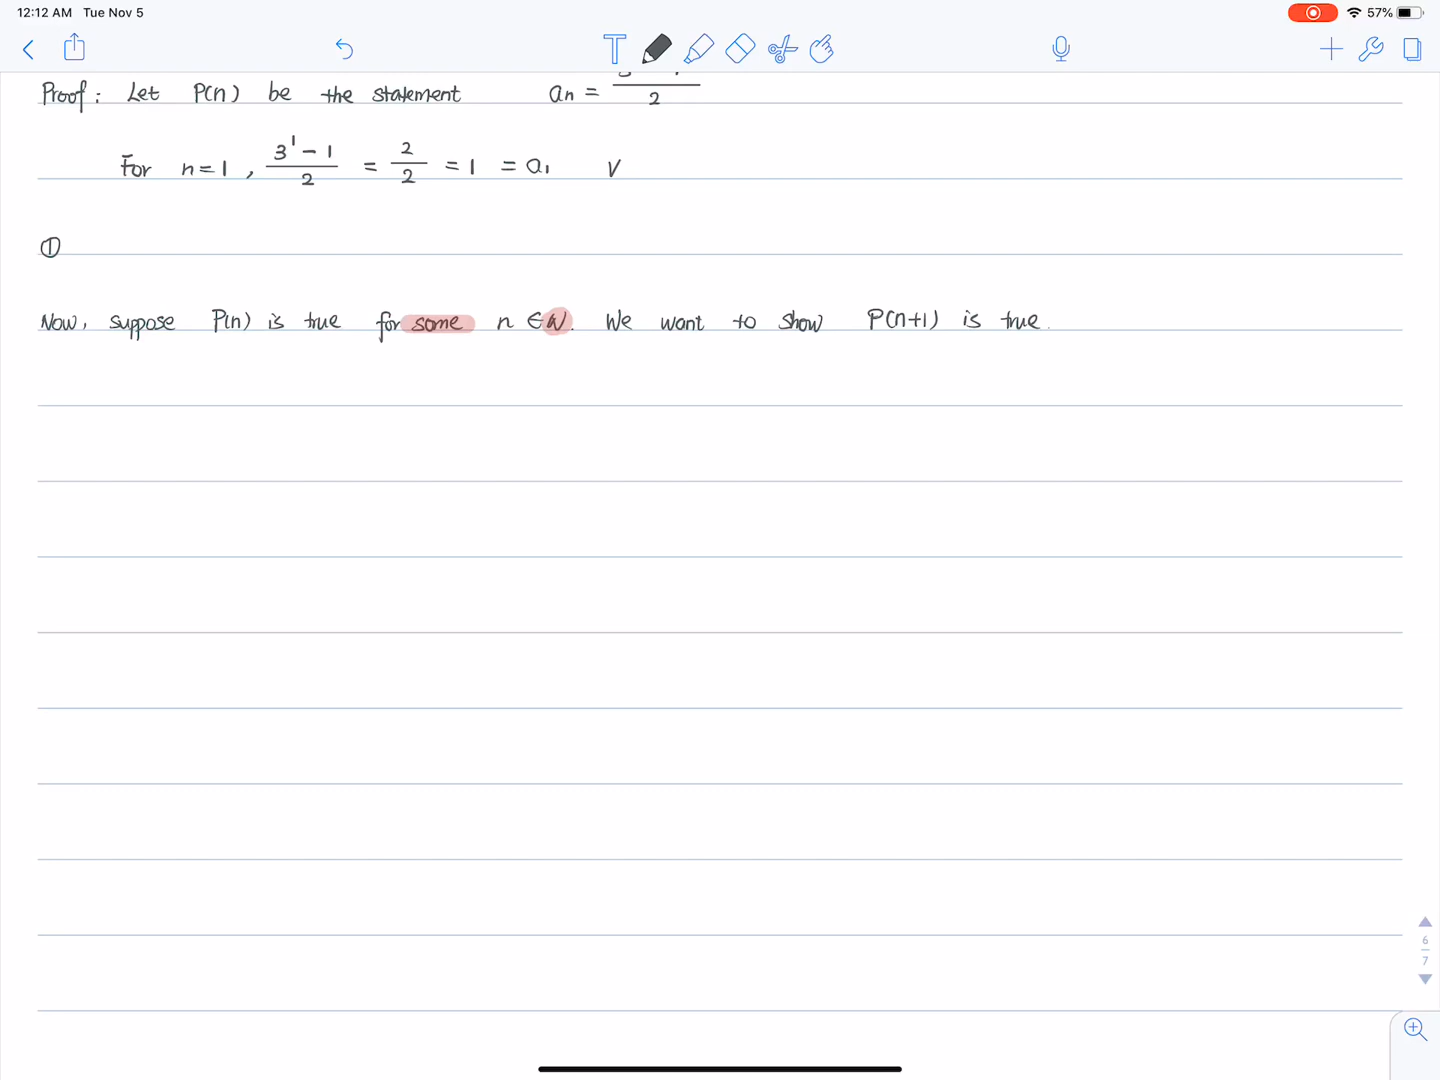 12:12 AM Tue Nov 5 57%
T
Proof : Let P(n) be the statement an = / 2
For n = 1 , 3¹ - 1 / 2 = 2 / 2 = 1 = a₁ V
①
Now, suppose P(n) is true for some n ∈ N. We want to show P(n+1) is true.
6
7